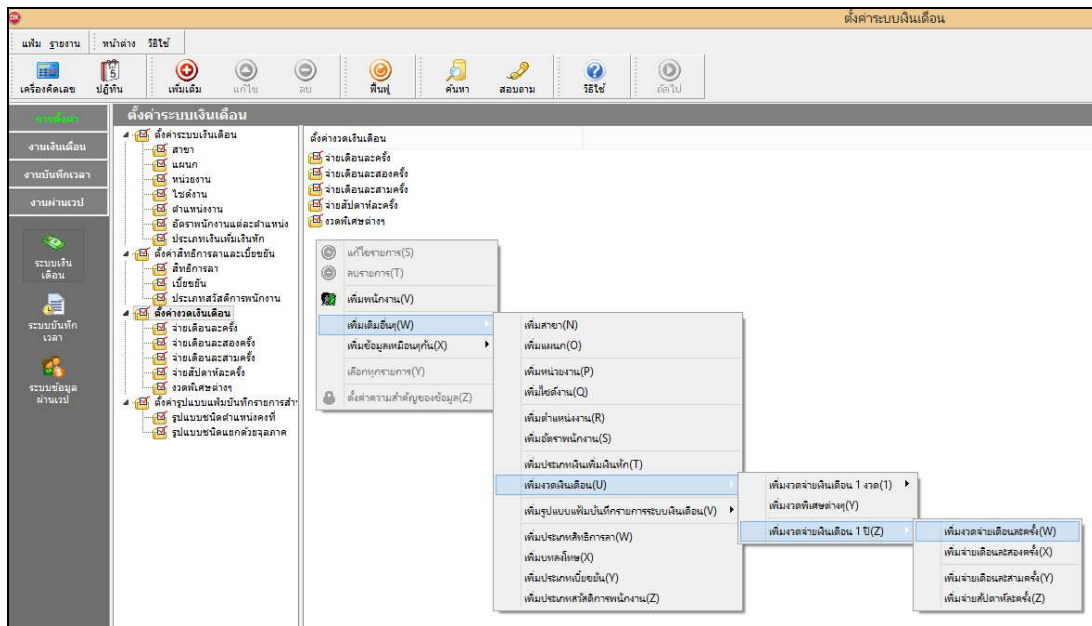 ตั้งค่าระบบเงินเดือน
แฟ้ม รายงาน หน้าต่าง วิธีใช้
เครื่องคิดเลข ปฏิทิน เพิ่มเติม แก้ไข ลบ ฟื้นฟู ค้นหา สอบถาม วิธีใช้ ถัดไป
การตั้งค่า
งานเงินเดือน
งานบันทึกเวลา
งานผ่านเวป
ระบบเงินเดือน
ระบบบันทึกเวลา
ระบบข้อมูลผ่านเวป
ตั้งค่าระบบเงินเดือน
ตั้งค่าระบบเงินเดือน
สาขา
แผนก
หน่วยงาน
ไซด์งาน
ตำแหน่งงาน
อัตราพนักงานแต่ละตำแหน่ง
ประเภทเงินเพิ่มเงินหัก
ตั้งค่าสิทธิการลาและเบี้ยขยัน
สิทธิการลา
เบี้ยขยัน
ประเภทสวัสดิการพนักงาน
ตั้งค่างวดเงินเดือน
จ่ายเดือนละครั้ง
จ่ายเดือนละสองครั้ง
จ่ายเดือนละสามครั้ง
จ่ายสัปดาห์ละครั้ง
งวดพิเศษต่างๆ
ตั้งค่ารูปแบบแฟ้มบันทึกรายการสำ
รูปแบบชนิดตำแหน่งคงที่
รูปแบบชนิดแยกด้วยจุลภาค
ตั้งค่างวดเงินเดือน
จ่ายเดือนละครั้ง
จ่ายเดือนละสองครั้ง
จ่ายเดือนละสามครั้ง
จ่ายสัปดาห์ละครั้ง
งวดพิเศษต่างๆ
แก้ไขรายการ(S)
ลบรายการ(T)
เพิ่มพนักงาน(V)
เพิ่มเติมอื่นๆ(W)
เพิ่มข้อมูลเหมือนๆกัน(X)
เลือกทุกรายการ(Y)
ตั้งค่าความสำคัญของข้อมูล(Z)
เพิ่มสาขา(N)
เพิ่มแผนก(O)
เพิ่มหน่วยงาน(P)
เพิ่มไซด์งาน(Q)
เพิ่มตำแหน่งงาน(R)
เพิ่มอัตราพนักงาน(S)
เพิ่มประเภทเงินเพิ่มเงินหัก(T)
เพิ่มงวดเงินเดือน(U)
เพิ่มรูปแบบแฟ้มบันทึกรายการระบบเงินเดือน(V)
เพิ่มประเภทสิทธิการลา(W)
เพิ่มบทลงโทษ(X)
เพิ่มประเภทเบี้ยขยัน(Y)
เพิ่มประเภทสวัสดิการพนักงาน(Z)
เพิ่มงวดจ่ายเงินเดือน 1 งวด(1)
เพิ่มงวดพิเศษต่างๆ(Y)
เพิ่มงวดจ่ายเงินเดือน 1 ปี(Z)
เพิ่มงวดจ่ายเดือนละครั้ง(W)
เพิ่มจ่ายเดือนละสองครั้ง(X)
เพิ่มจ่ายเดือนละสามครั้ง(Y)
เพิ่มจ่ายสัปดาห์ละครั้ง(Z)